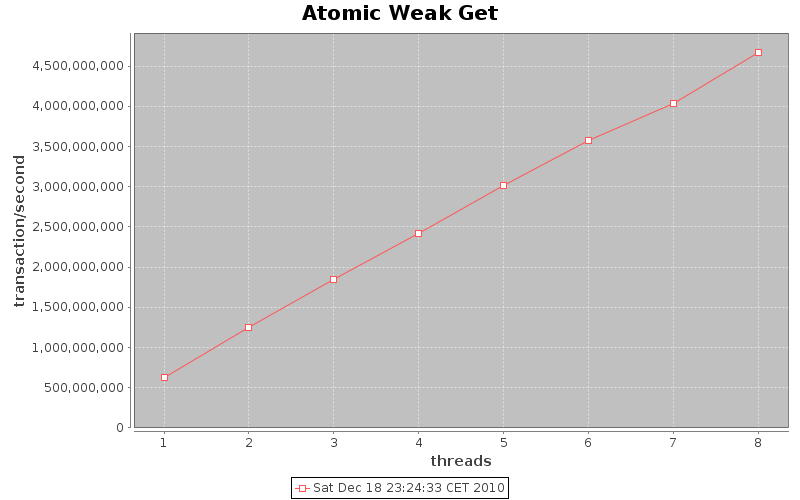 Atomic Weak Get
transaction/second
4,500,000,000
4,000,000,000
3,500,000,000
3,000,000,000
2,500,000,000
2,000,000,000
1,500,000,000
1,000,000,000
500,000,000
0
1 2 3 4 5 6 7 8
threads
Sat Dec 18 23:24:33 CET 2010